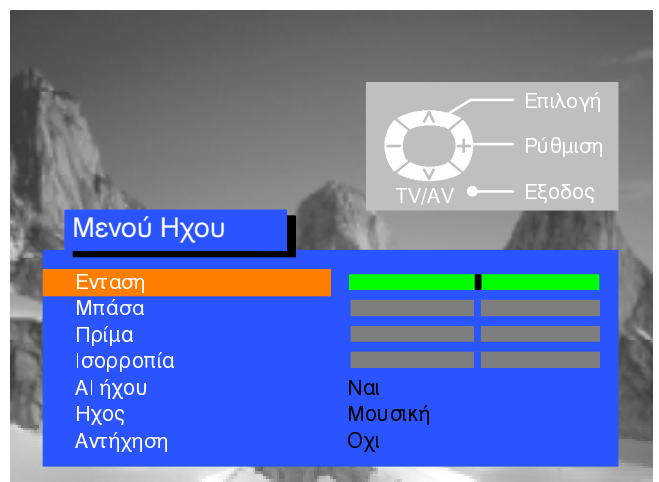 Επιλογή
Ρύθμιση
TV/AV Εξοδος
Μενού Ηχου
Ενταση
Μπάσα
Πρίμα
Ισορροπία
AI ήχου Ναι
Ηχος Μουσική
Αντήχηση Οχι